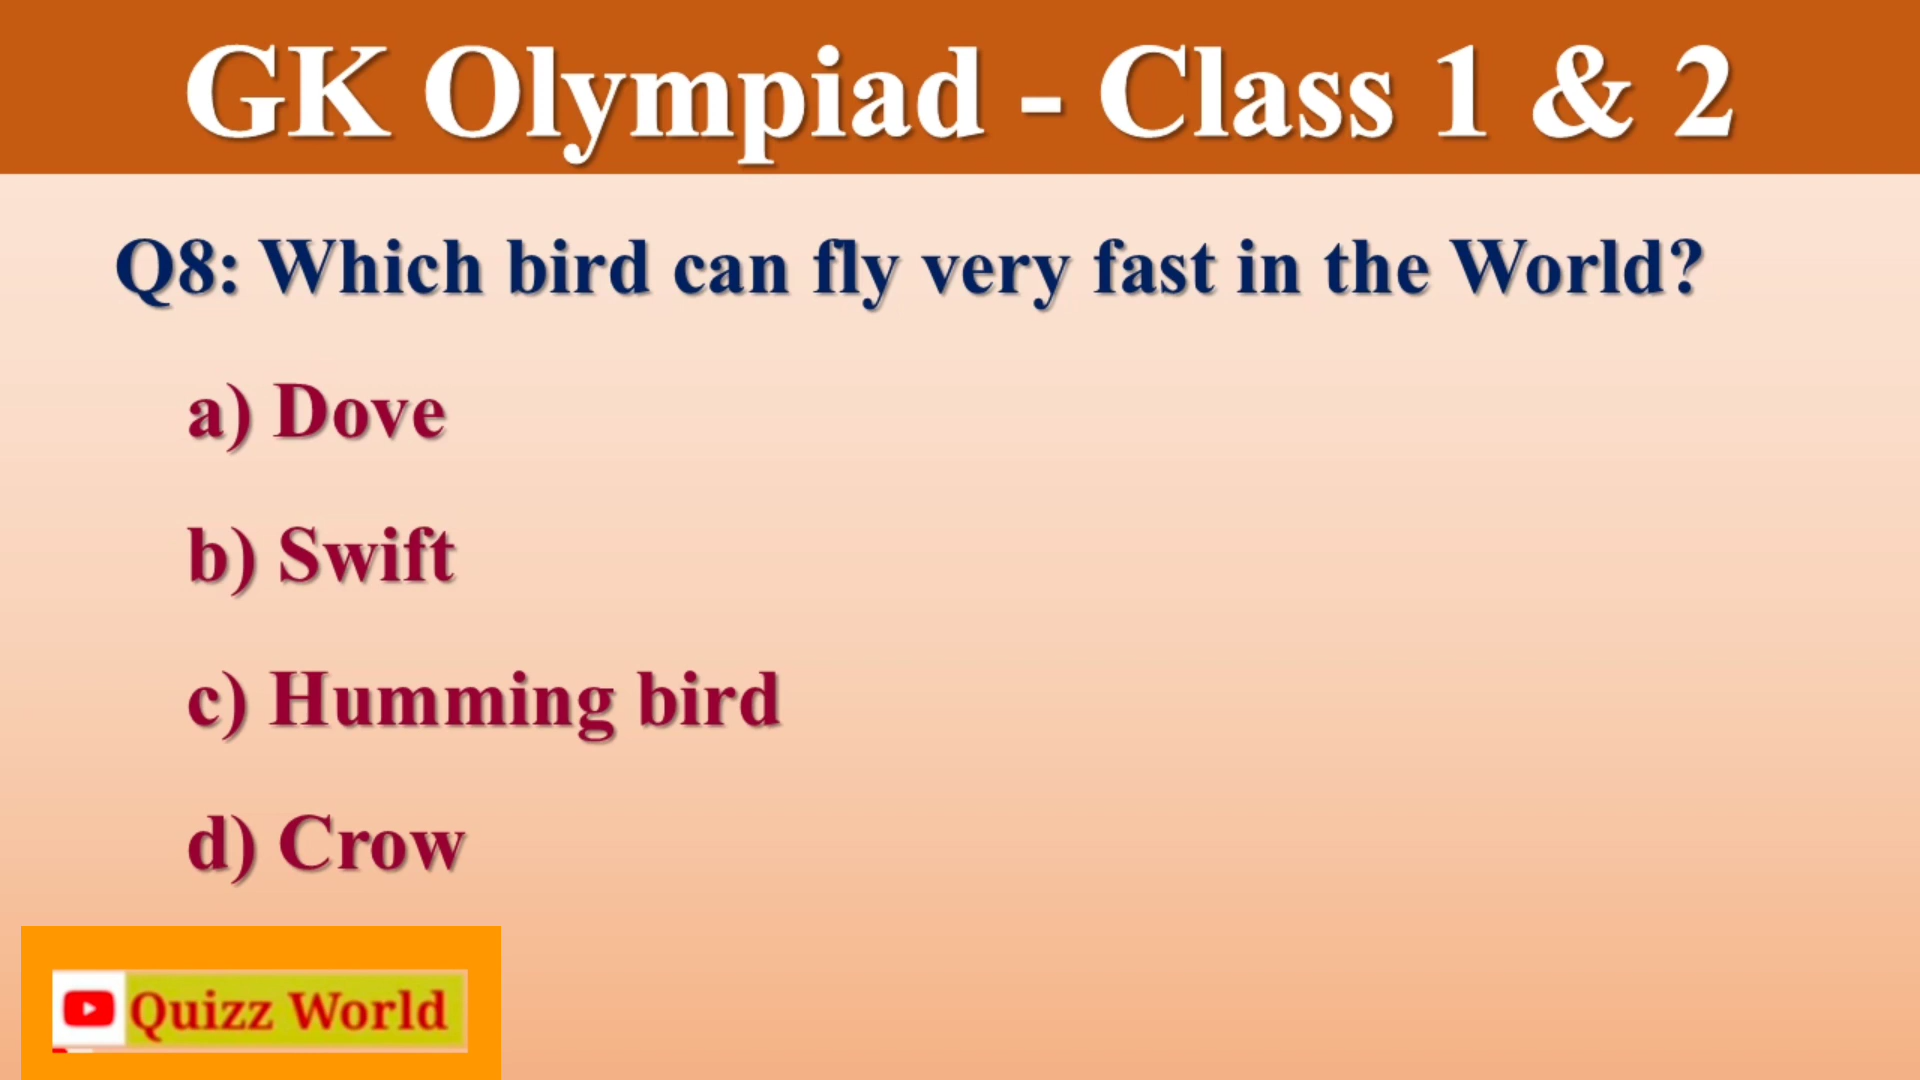 GK Olympiad - Class 1 & 2
Q8: Which bird can fly very fast in the World?
a) Dove
b) Swift
c) Humming bird
d) Crow
Quizz World